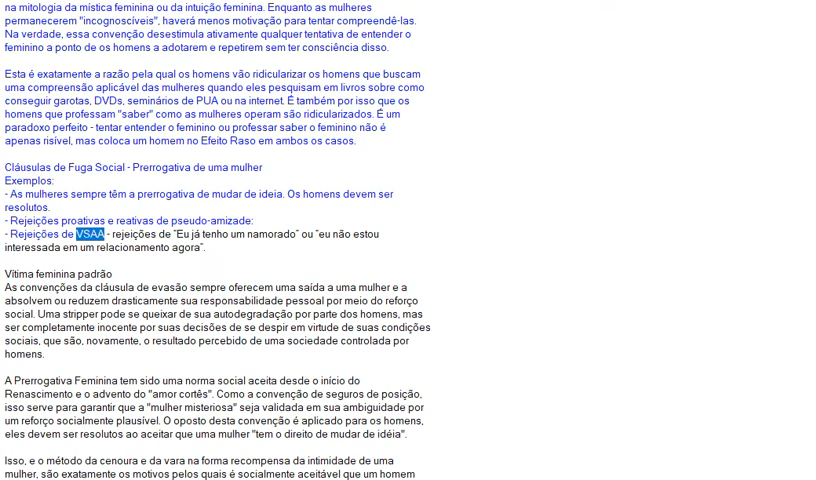 na mitologia da mística feminina ou da intuição feminina. Enquanto as mulheres
permanecerem "incognoscíveis", haverá menos motivação para tentar compreendê-las.
Na verdade, essa convenção desestimula ativamente qualquer tentativa de entender o
feminino a ponto de os homens a adotarem e repetirem sem ter consciência disso.
Esta é exatamente a razão pela qual os homens vão ridicularizar os homens que buscam
uma compreensão aplicável das mulheres quando eles pesquisam em livros sobre como
conseguir garotas, DVDs, seminários de PUA ou na internet. É também por isso que os
homens que professam "saber" como as mulheres operam são ridicularizados. É um
paradoxo perfeito - tentar entender o feminino ou professar saber o feminino não é
apenas risível, mas coloca um homem no Efeito Raso em ambos os casos.
Cláusulas de Fuga Social - Prerrogativa de uma mulher
Exemplos:
- As mulheres sempre têm a prerrogativa de mudar de ideia. Os homens devem ser
resolutos.
- Rejeições proativas e reativas de pseudo-amizade:
- Rejeições de VSAA - rejeições de "Eu já tenho um namorado" ou "eu não estou
interessada em um relacionamento agora".
Vítima feminina padrão
As convenções da cláusula de evasão sempre oferecem uma saída a uma mulher e a
absolvem ou reduzem drasticamente sua responsabilidade pessoal por meio do reforço
social. Uma stripper pode se queixar de sua autodegradação por parte dos homens, mas
ser completamente inocente por suas decisões de se despir em virtude de suas condições
sociais, que são, novamente, o resultado percebido de uma sociedade controlada por
homens.
A Prerrogativa Feminina tem sido uma norma social aceita desde o início do
Renascimento e o advento do "amor cortês". Como a convenção de seguros de posição,
isso serve para garantir que a "mulher misteriosa" seja validada em sua ambiguidade por
um reforço socialmente plausível. O oposto desta convenção é aplicado para os homens,
eles devem ser resolutos ao aceitar que uma mulher "tem o direito de mudar de idéia".
Isso, e o método da cenoura e da vara na forma recompensa da intimidade de uma
mulher, são exatamente os motivos pelos quais é socialmente aceitável que um homem